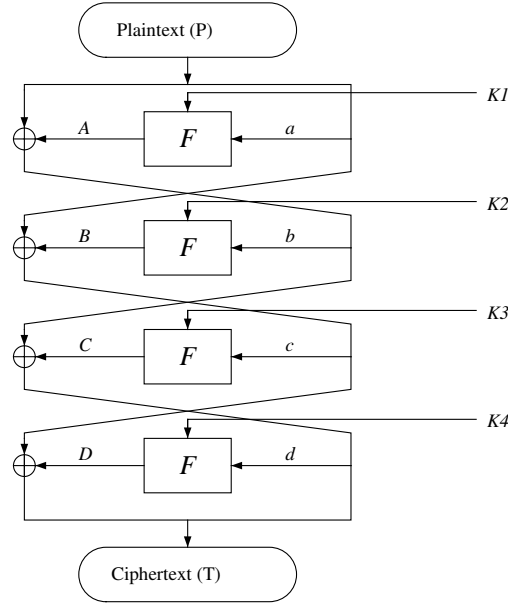 Plaintext (P)
K1
A F a
K2
B F b
K3
C F c
K4
D F d
Ciphertext (T)